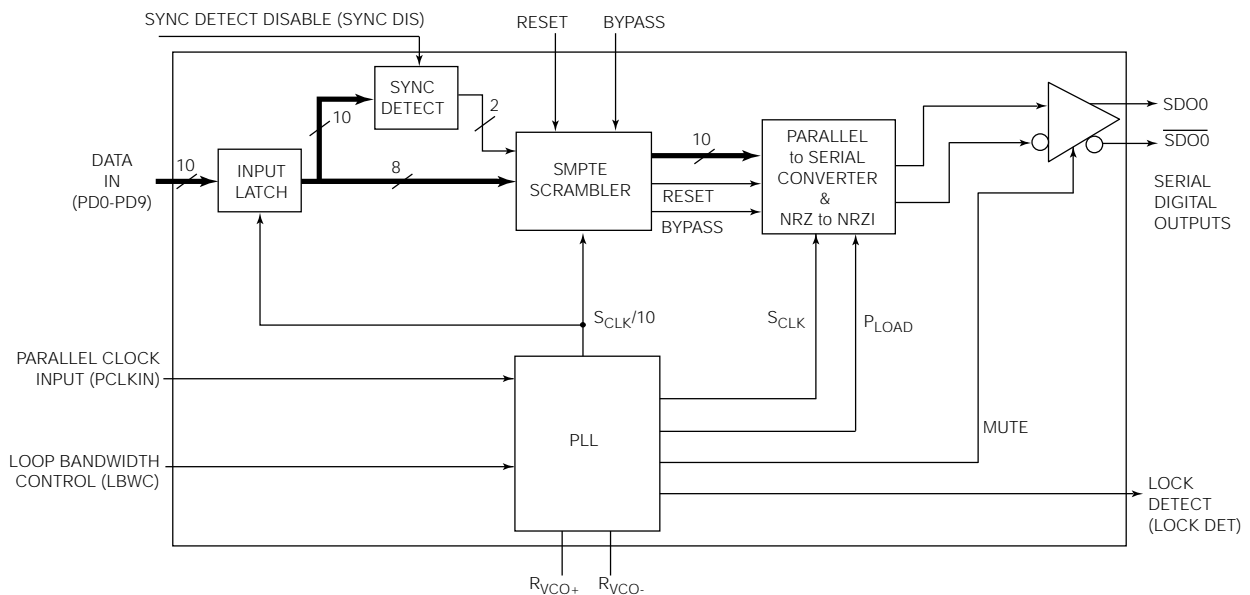 SYNC DETECT DISABLE (SYNC DIS)
RESET
BYPASS
SYNC
DETECT
2
10
DATA
IN
(PD0-PD9)
10
INPUT
LATCH
8
SMPTE
SCRAMBLER
10
RESET
BYPASS
PARALLEL
to SERIAL
CONVERTER
&
NRZ to NRZI
SDO0
SDO0
SERIAL
DIGITAL
OUTPUTS
SCLK/10
SCLK
PLOAD
PARALLEL CLOCK
INPUT (PCLKIN)
PLL
MUTE
LOOP BANDWIDTH
CONTROL (LBWC)
LOCK
DETECT
(LOCK DET)
RVCO+
RVCO-